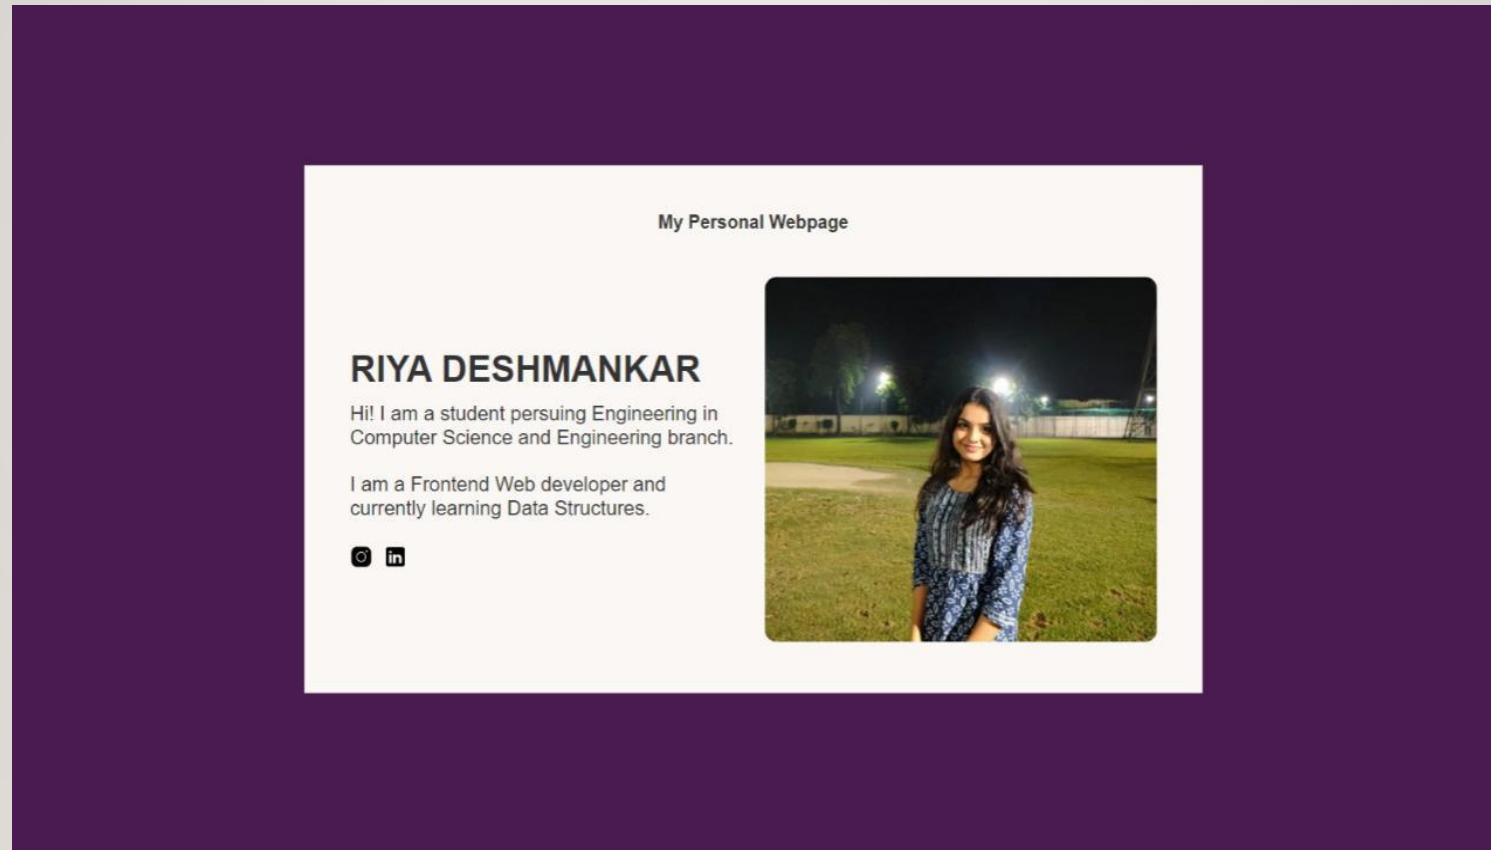 My Personal Webpage
RIYA DESHMANKAR
Hi! I am a student persuing Engineering in
Computer Science and Engineering branch.
I am a Frontend Web developer and
currently learning Data Structures.
in